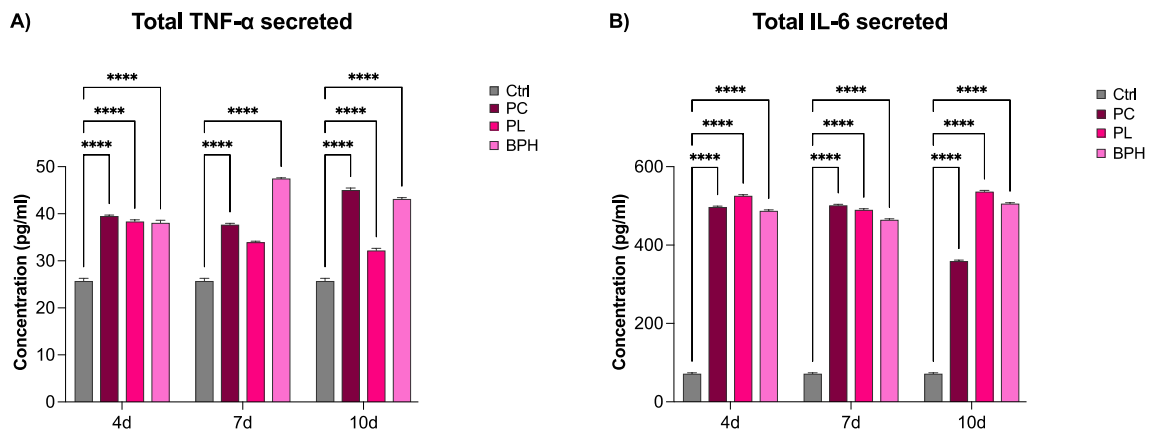 A) Total TNF-α secreted
**** **** ****
**** **** ****
**** **** ****
Ctrl
PC
PL
BPH
Concentration (pg/ml)
50
40
30
20
10
0
4d 7d 10d
B) Total IL-6 secreted
**** **** ****
**** **** ****
**** **** ****
Ctrl
PC
PL
BPH
Concentration (pg/ml)
600
400
200
0
4d 7d 10d